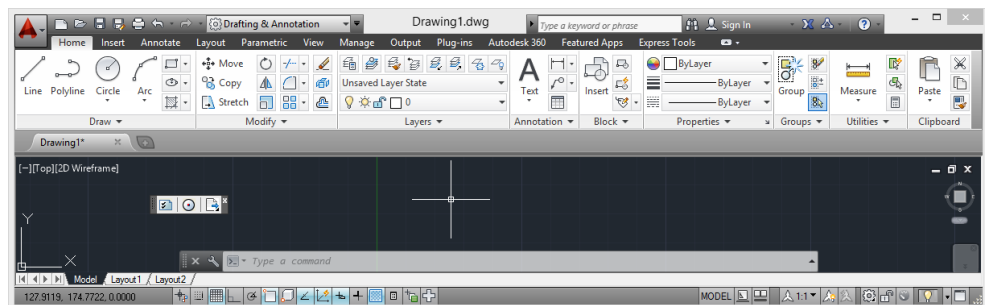 Drafting & Annotation Drawing1.dwg Type a keyword or phrase Sign In
Home Insert Annotate Layout Parametric View Manage Output Plug-ins Autodesk 360 Featured Apps Express Tools
Line Polyline Circle Arc
Move
Copy
Stretch
Unsaved Layer State
0
Text
Insert
ByLayer
ByLayer
ByLayer
Group
Measure
Paste
Draw Modify Layers Annotation Block Properties Groups Utilities Clipboard
Drawing1*
[−][Top][2D Wireframe]
N
Y
X
Type a command
Model Layout1 Layout2
127.9119, 174.7722, 0.0000 MODEL 1:1